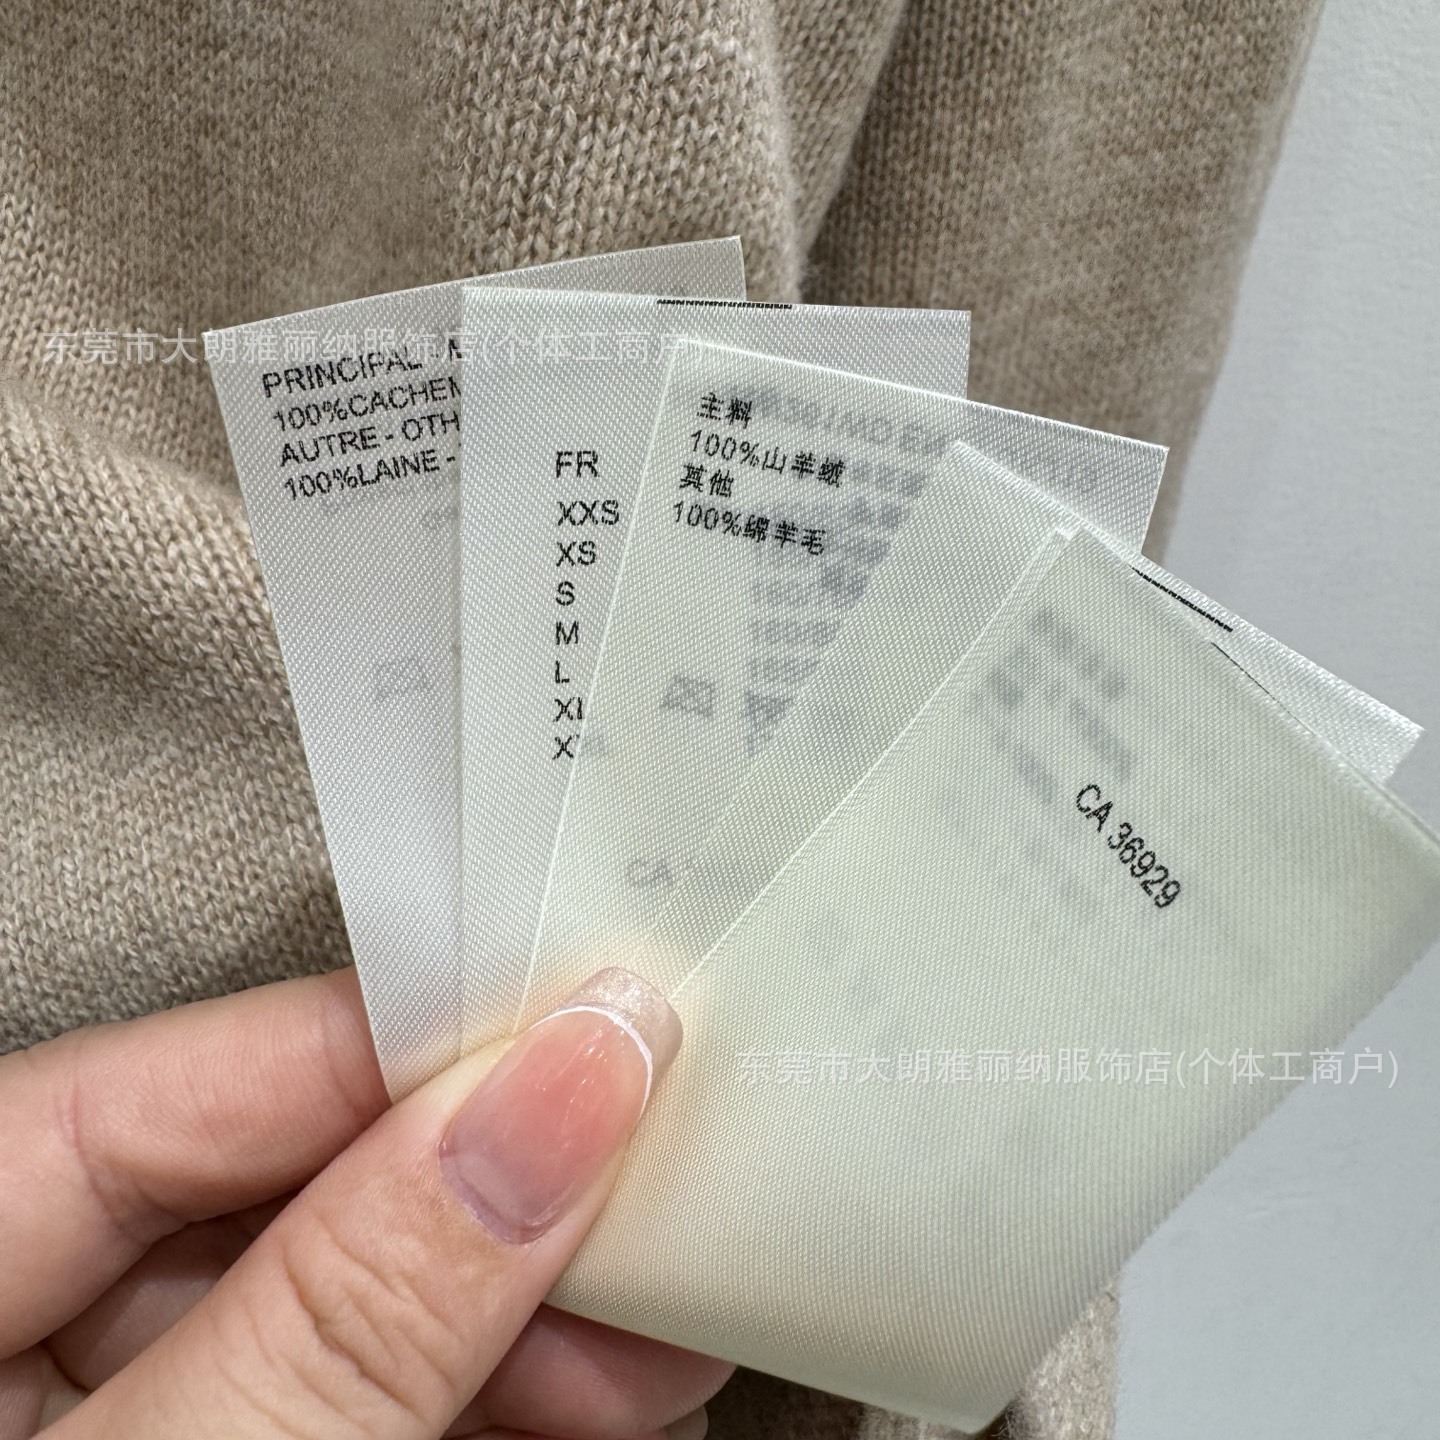 东莞市大朗雅丽纳服饰店(个体工商户)
PRINCIPAL - M
100%CACHEM
AUTRE - OTH
100%LAINE -
FR
XXS
XS
S
M
L
XL
X
主料
100%山羊绒
其他
100%绵羊毛
CA
CA 36929
东莞市大朗雅丽纳服饰店(个体工商户)